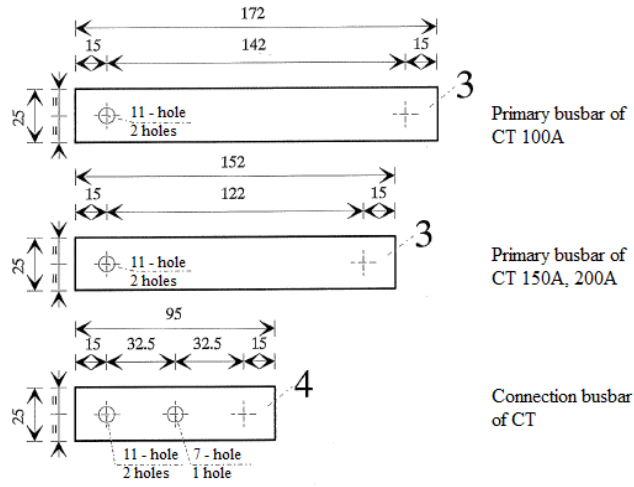 172
15 142 15
25 = =
11 - hole
2 holes
3
Primary busbar of
CT 100A
152
15 122 15
25 = =
11 - hole
2 holes
3
Primary busbar of
CT 150A, 200A
95
15 32.5 32.5 15
25 = =
4
11 - hole 7 - hole
2 holes 1 hole
Connection busbar
of CT